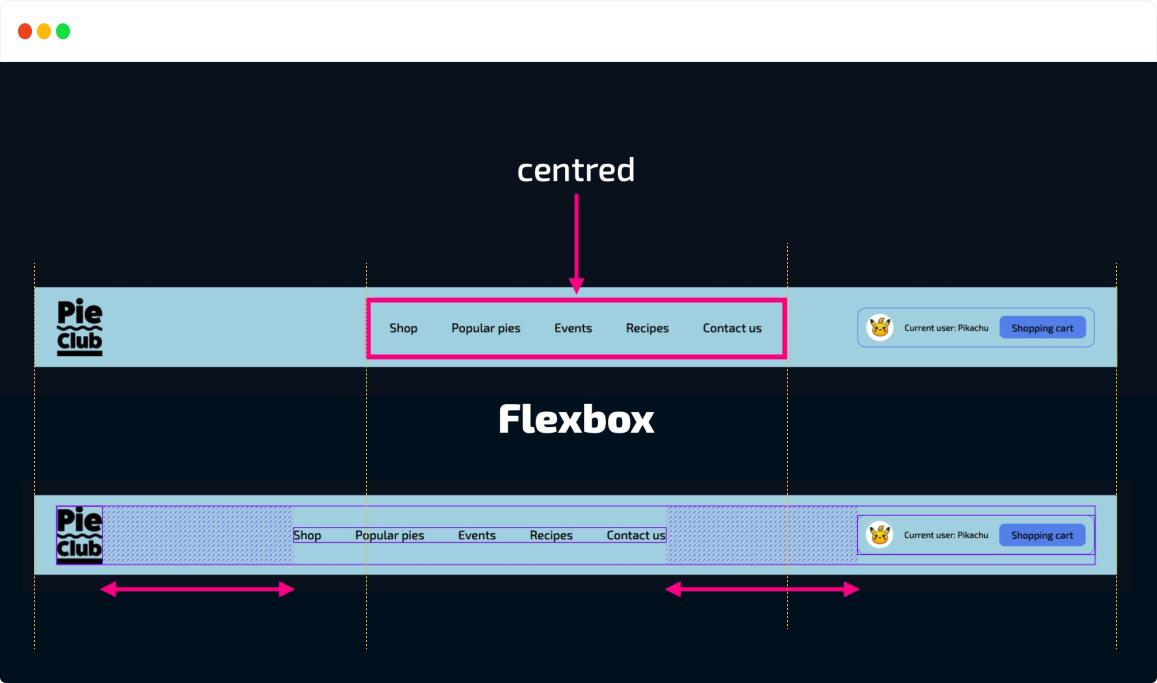 centred
Pie
Club
Shop Popular pies Events Recipes Contact us
Current user: Pikachu Shopping cart
Flexbox
Pie
Club
Shop Popular pies Events Recipes Contact us
Current user: Pikachu Shopping cart